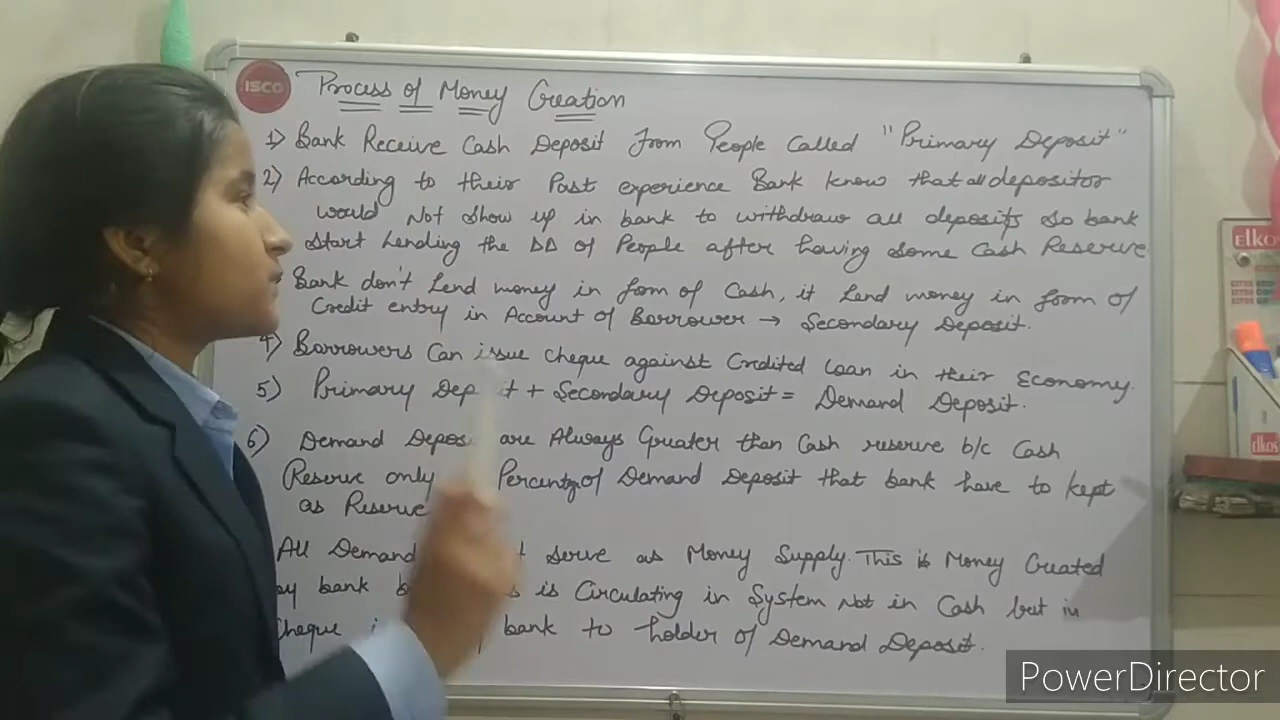 ISCO
Process of Money Creation
1) Bank Receive Cash Deposit from People Called "Primary Deposit"
2) According to their Past experience Bank know that all depositor
would Not show up in bank to withdraw all deposits so bank
start lending the DD of People after having some Cash Reserve
Bank don't lend money in form of Cash, it lend money in form of
Credit entry in Account of Borrower → Secondary Deposit.
4) Borrowers Can issue cheque against Credited loan in their Economy.
5) Primary Dep t + Secondary Deposit = Demand Deposit.
6) Demand Depos are Always Greater than Cash reserve b/c Cash
Reserve only Percentg of Demand Deposit that bank have to kept
as Reserve
All Demand t serve as Money Supply. This is Money Created
by bank is Circulating in System Not in Cash but in
Cheque bank to holder of Demand Deposit.
elkos
elkos
PowerDirector